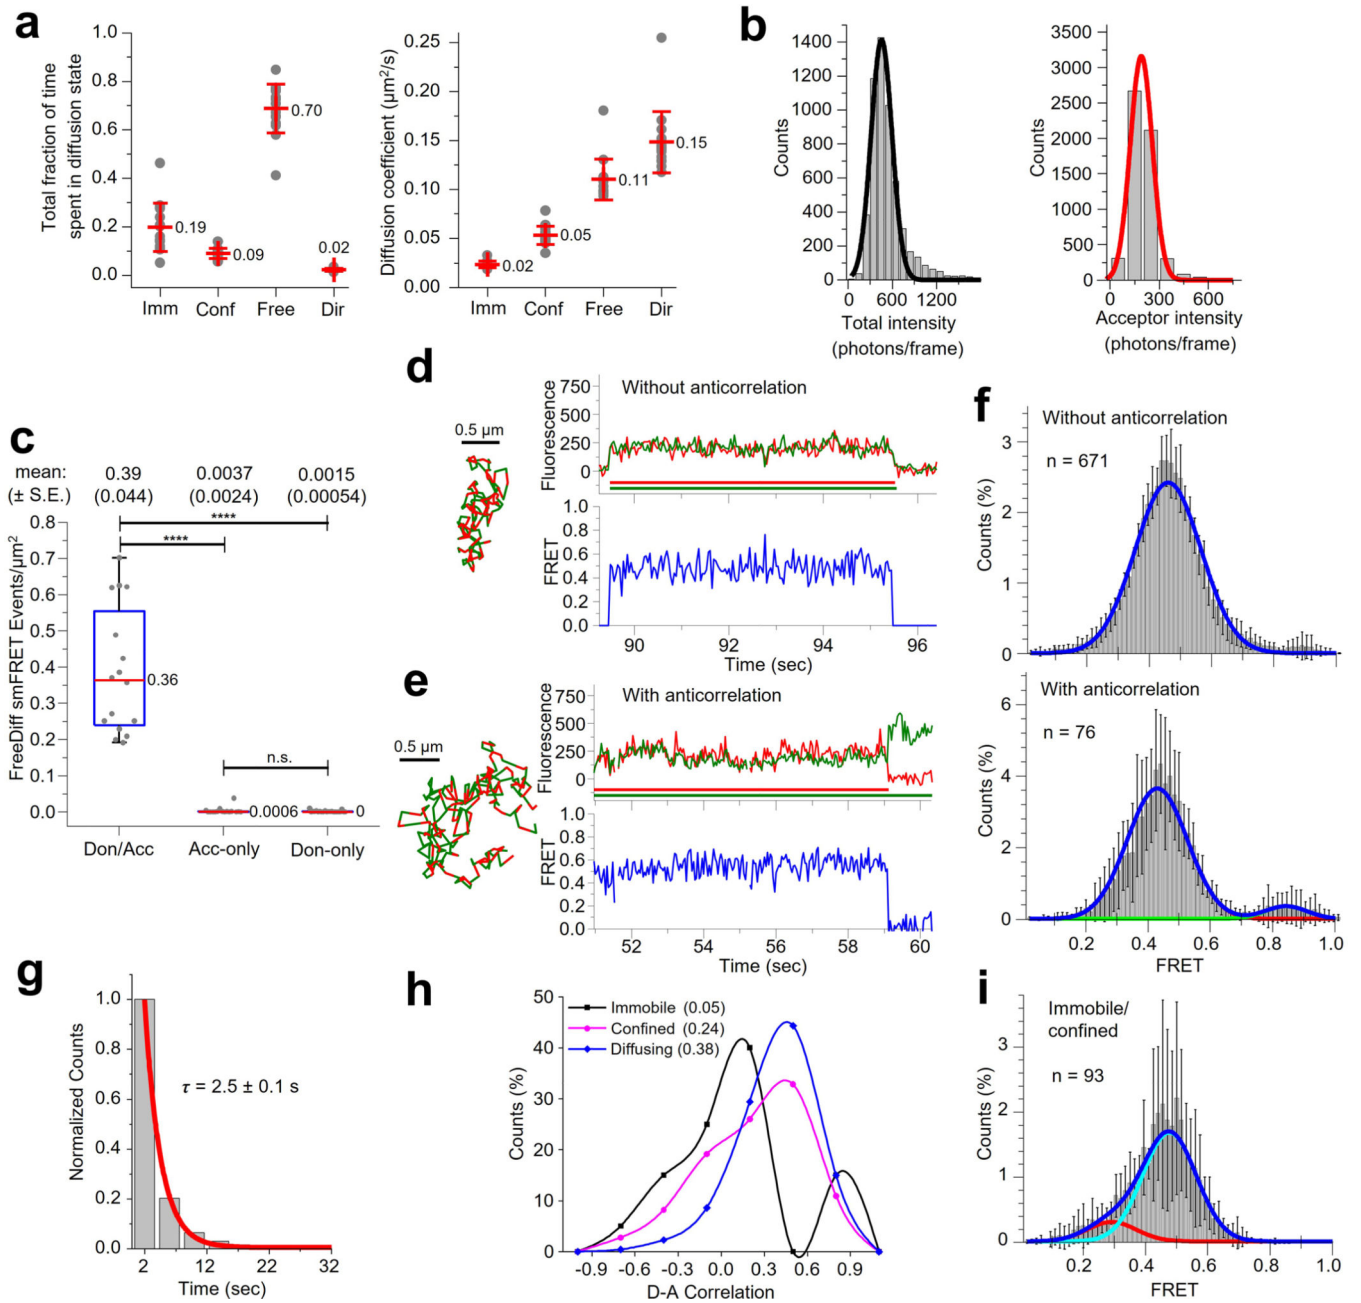 a
Total fraction of time
spent in diffusion state
1.0
0.8
0.6
0.4
0.2
0.0
0.19
0.09
0.70
0.02
Imm
Conf
Free
Dir
Diffusion coefficient (μm²/s)
0.25
0.20
0.15
0.10
0.05
0.00
0.02
0.05
0.11
0.15
Imm
Conf
Free
Dir
b
Counts
1400
1200
1000
800
600
400
200
0
0
600
1200
Total intensity
(photons/frame)
Counts
3500
3000
2500
2000
1500
1000
500
0
0
300
600
Acceptor intensity
(photons/frame)
c
mean:
(± S.E.)
0.39
(0.044)
0.0037
(0.0024)
0.0015
(0.00054)
****
****
n.s.
FreeDiff smFRET Events/μm²
0.8
0.7
0.6
0.5
0.4
0.3
0.2
0.1
0.0
0.36
0.0006
0
Don/Acc
Acc-only
Don-only
d
0.5 μm
Without anticorrelation
Fluorescence
750
500
250
0
FRET
1.0
0.8
0.6
0.4
0.2
0.0
90
92
94
96
Time (sec)
e
0.5 μm
With anticorrelation
Fluorescence
750
500
250
0
FRET
1.0
0.8
0.6
0.4
0.2
0.0
52
54
56
58
60
Time (sec)
f
Without anticorrelation
n = 671
Counts (%)
3
2
1
0
With anticorrelation
n = 76
Counts (%)
6
4
2
0
0.2
0.4
0.6
0.8
1.0
FRET
g
Normalized Counts
1.0
0.8
0.6
0.4
0.2
0.0
τ = 2.5 ± 0.1 s
2
12
22
32
Time (sec)
h
Counts (%)
50
40
30
20
10
0
Immobile (0.05)
Confined (0.24)
Diffusing (0.38)
-0.9
-0.6
-0.3
0.0
0.3
0.6
0.9
D-A Correlation
i
Immobile/
confined
n = 93
Counts (%)
3
2
1
0
0.2
0.4
0.6
0.8
1.0
FRET